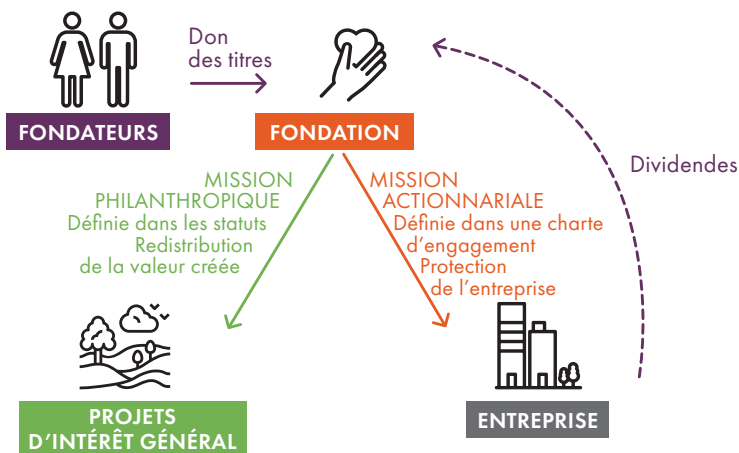 Don
des titres
FONDATEURS
FONDATION
Dividendes
MISSION
PHILANTHROPIQUE
Définie dans les statuts
Redistribution
de la valeur créée
MISSION
ACTIONNARIALE
Définie dans une charte
d'engagement
Protection
de l'entreprise
PROJETS
D'INTÉRÊT GÉNÉRAL
ENTREPRISE